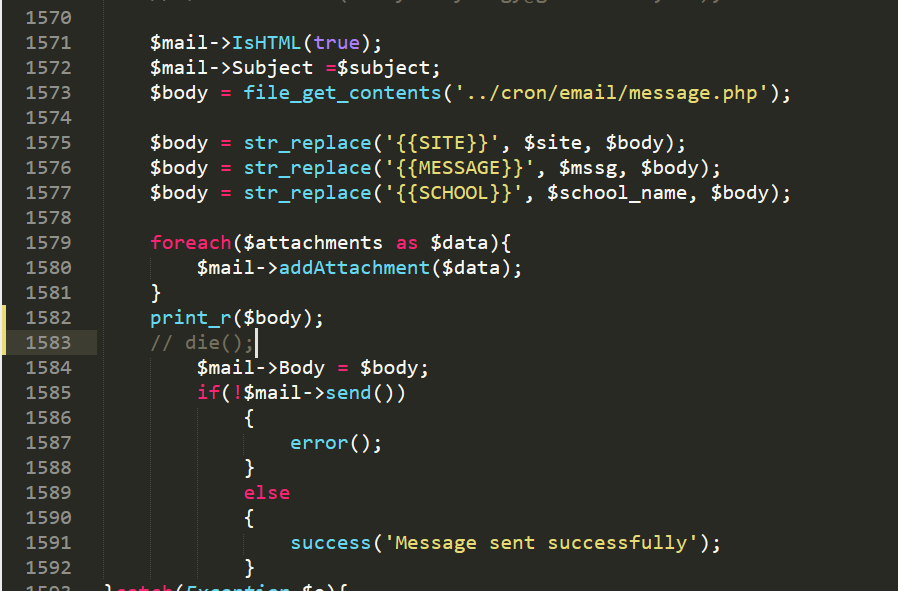 1570
1571 $mail->IsHTML(true);
1572 $mail->Subject =$subject;
1573 $body = file_get_contents('../cron/email/message.php');
1574
1575 $body = str_replace('{{SITE}}', $site, $body);
1576 $body = str_replace('{{MESSAGE}}', $mssg, $body);
1577 $body = str_replace('{{SCHOOL}}', $school_name, $body);
1578
1579 foreach($attachments as $data){
1580 $mail->addAttachment($data);
1581 }
1582 print_r($body);
1583 // die();
1584 $mail->Body = $body;
1585 if(!$mail->send())
1586 {
1587 error();
1588 }
1589 else
1590 {
1591 success('Message sent successfully');
1592 }
1593 }catch(Exception $e){